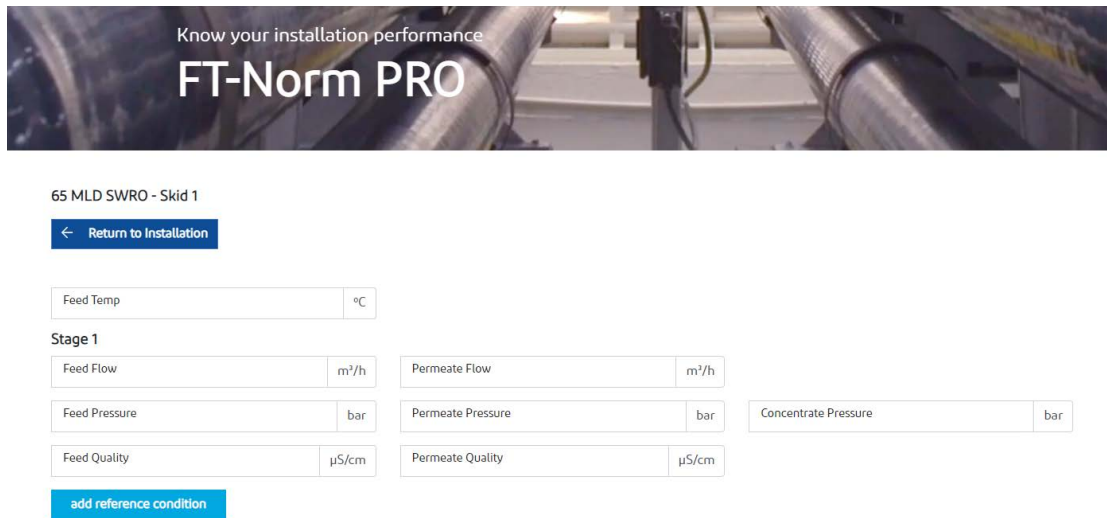 Know your installation performance
FT-Norm PRO
65 MLD SWRO - Skid 1
← Return to Installation
Feed Temp ºC
Stage 1
Feed Flow m³/h Permeate Flow m³/h
Feed Pressure bar Permeate Pressure bar Concentrate Pressure bar
Feed Quality µS/cm Permeate Quality µS/cm
add reference condition